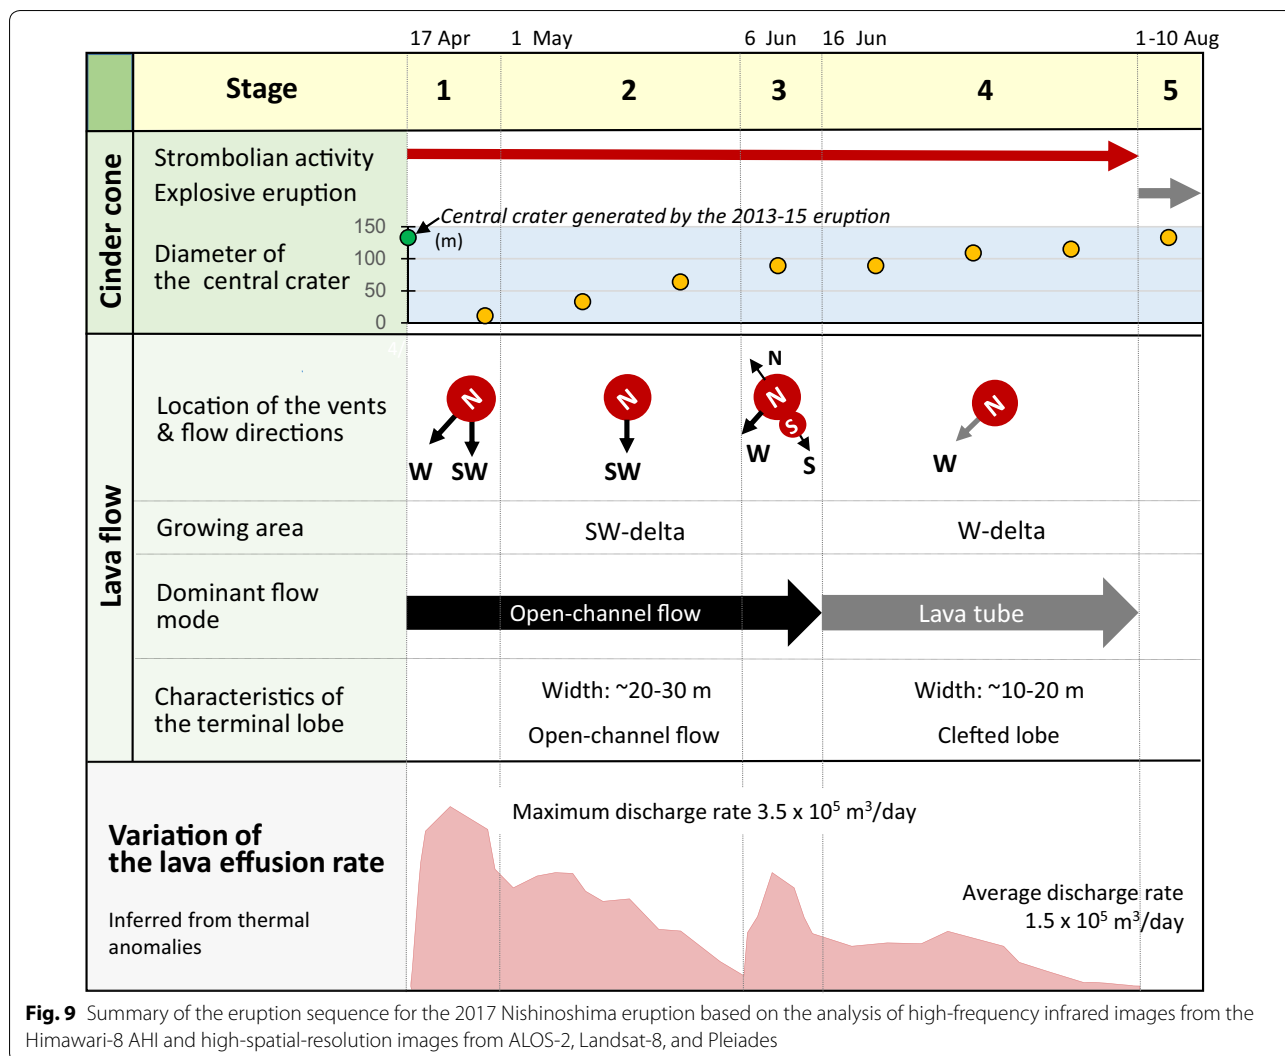 17 Apr 1 May 6 Jun 16 Jun 1-10 Aug
Stage 1 2 3 4 5
Cinder cone
Strombolian activity
Explosive eruption
Central crater generated by the 2013-15 eruption
150
(m)
Diameter of
the central crater
100
50
0
Lava flow
4/
Location of the vents
& flow directions
N
W SW
N
SW
N
N
S
W
S
N
W
Growing area
SW-delta
W-delta
Dominant flow
mode
Open-channel flow
Lava tube
Characteristics of
the terminal lobe
Width: ~20-30 m
Open-channel flow
Width: ~10-20 m
Clefted lobe
Variation of
the lava effusion rate
Inferred from thermal
anomalies
Maximum discharge rate 3.5 x 10⁵ m³/day
Average discharge rate
1.5 x 10⁵ m³/day
Fig. 9 Summary of the eruption sequence for the 2017 Nishinoshima eruption based on the analysis of high-frequency infrared images from the
Himawari-8 AHI and high-spatial-resolution images from ALOS-2, Landsat-8, and Pleiades